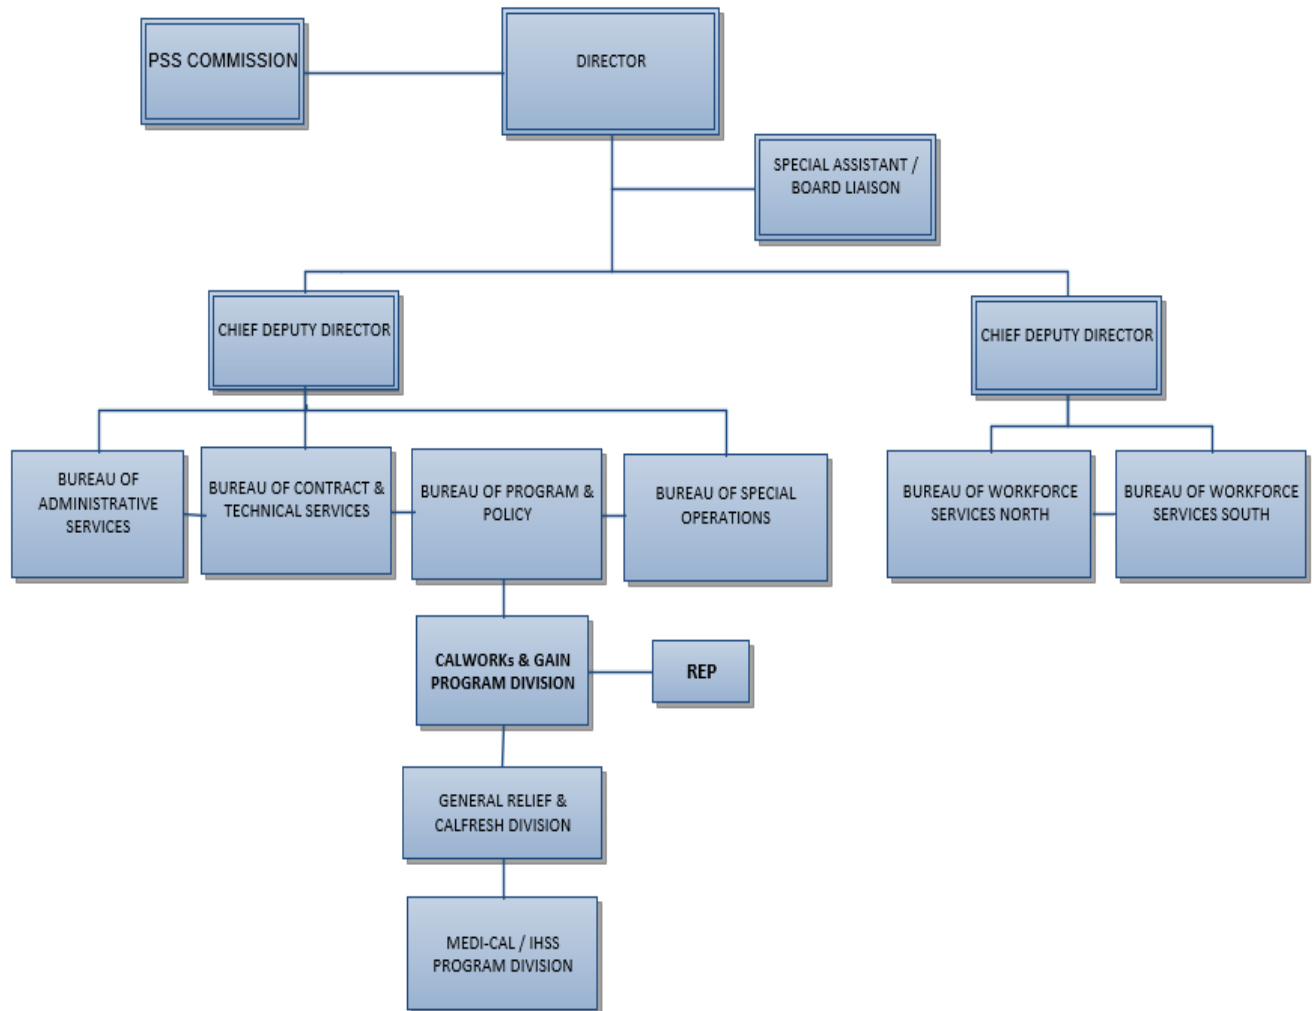 PSS COMMISSION
DIRECTOR
SPECIAL ASSISTANT /
BOARD LIAISON
CHIEF DEPUTY DIRECTOR
CHIEF DEPUTY DIRECTOR
BUREAU OF
ADMINISTRATIVE
SERVICES
BUREAU OF CONTRACT &
TECHNICAL SERVICES
BUREAU OF PROGRAM &
POLICY
BUREAU OF SPECIAL
OPERATIONS
BUREAU OF WORKFORCE
SERVICES NORTH
BUREAU OF WORKFORCE
SERVICES SOUTH
CALWORKs & GAIN
PROGRAM DIVISION
REP
GENERAL RELIEF &
CALFRESH DIVISION
MEDI-CAL / IHSS
PROGRAM DIVISION